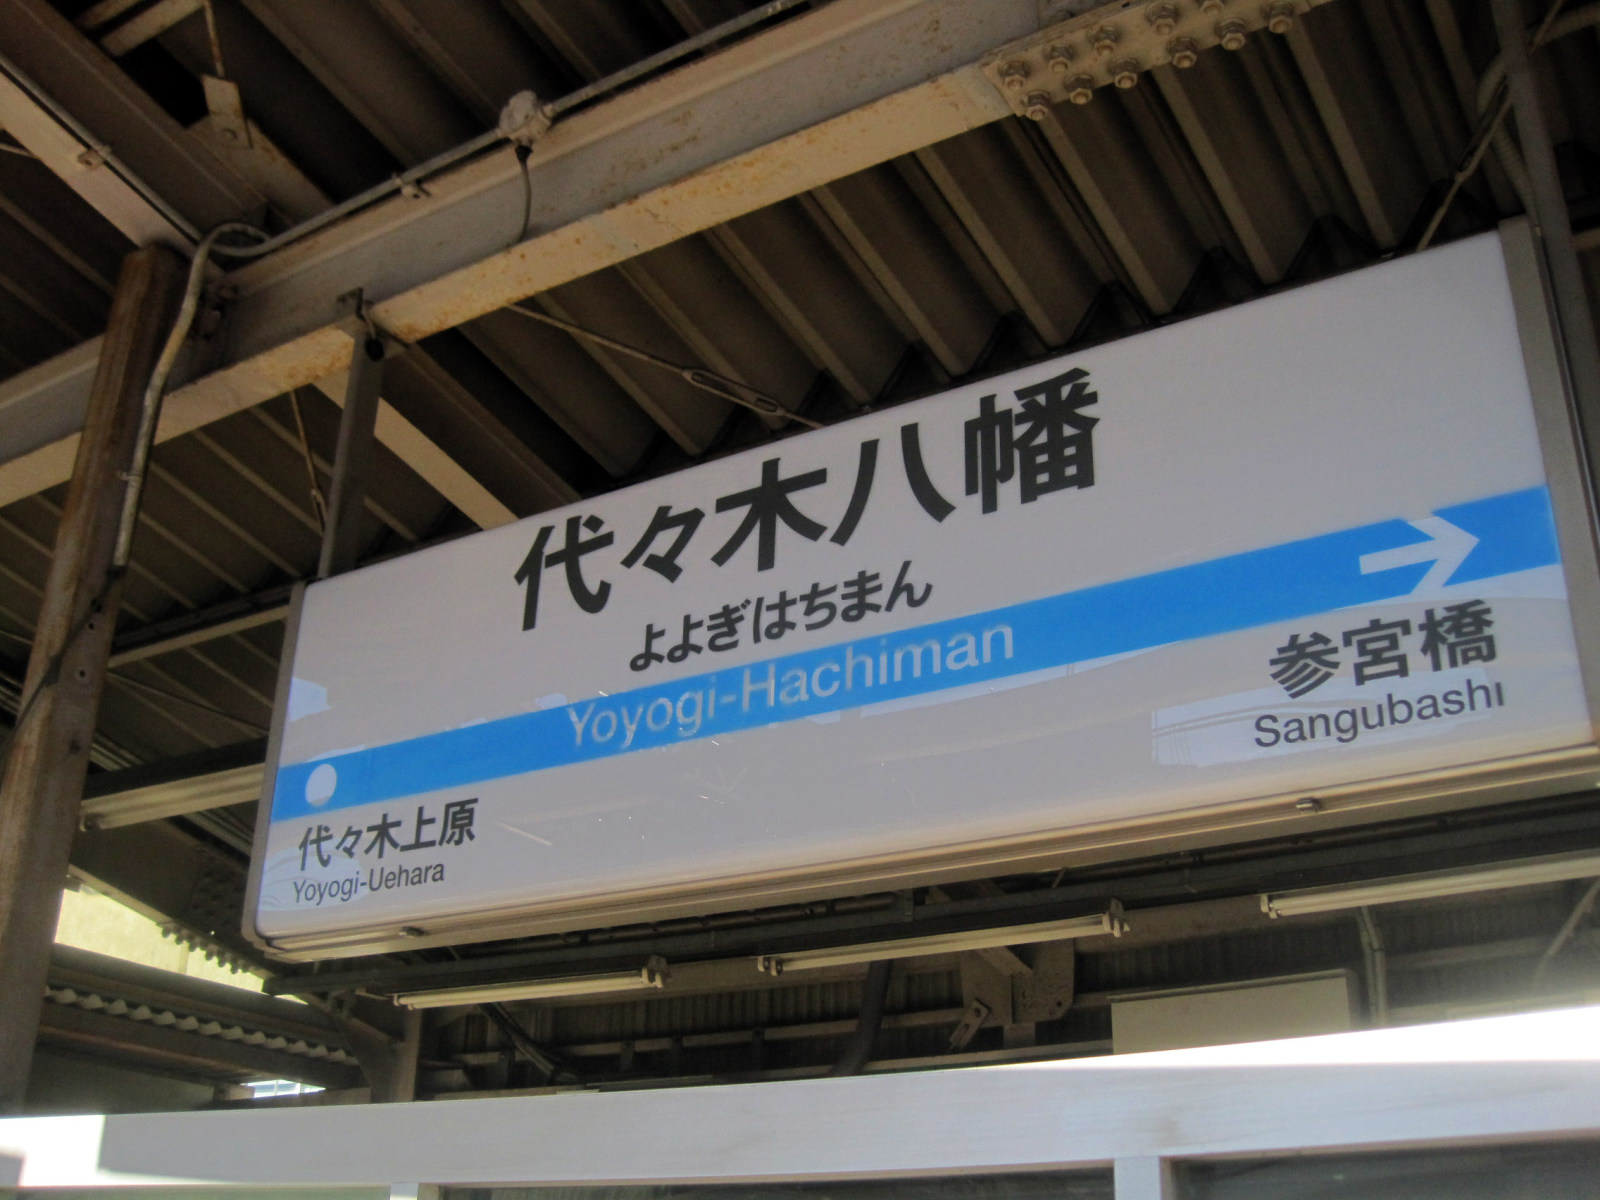 代々木八幡
よよぎはちまん
Yoyogi-Hachiman
代々木上原
Yoyogi-Uehara
参宮橋
Sangubashi